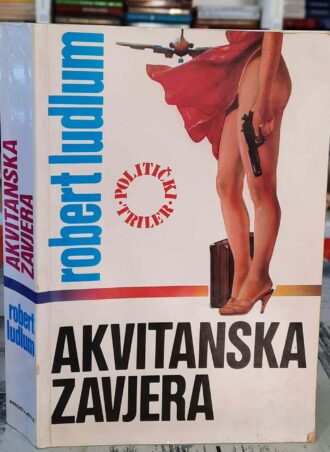 robert ludlum
POLITIČKI
TRILER
AKVITANSKA
ZAVJERA
AKVITANSKA
ZAVJERA
robert
ludlum